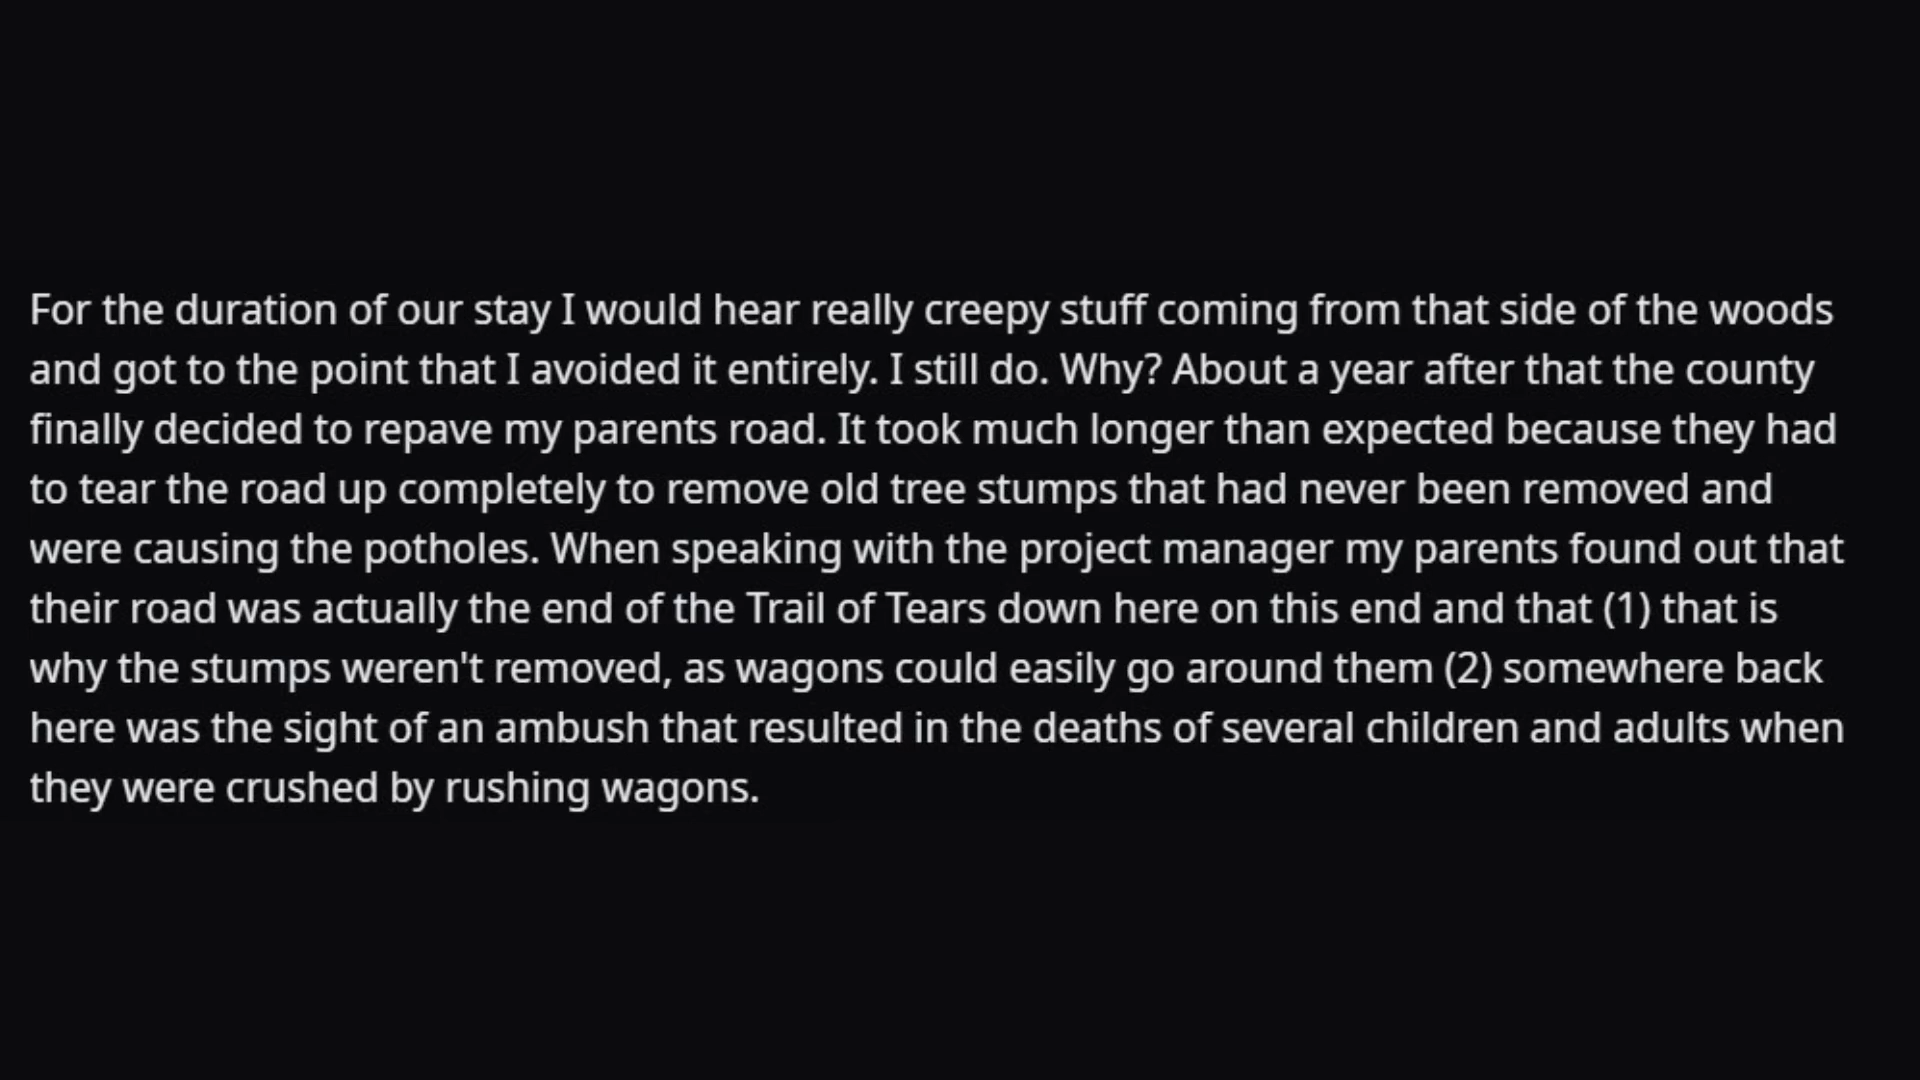 For the duration of our stay I would hear really creepy stuff coming from that side of the woods
and got to the point that I avoided it entirely. I still do. Why? About a year after that the county
finally decided to repave my parents road. It took much longer than expected because they had
to tear the road up completely to remove old tree stumps that had never been removed and
were causing the potholes. When speaking with the project manager my parents found out that
their road was actually the end of the Trail of Tears down here on this end and that (1) that is
why the stumps weren't removed, as wagons could easily go around them (2) somewhere back
here was the sight of an ambush that resulted in the deaths of several children and adults when
they were crushed by rushing wagons.